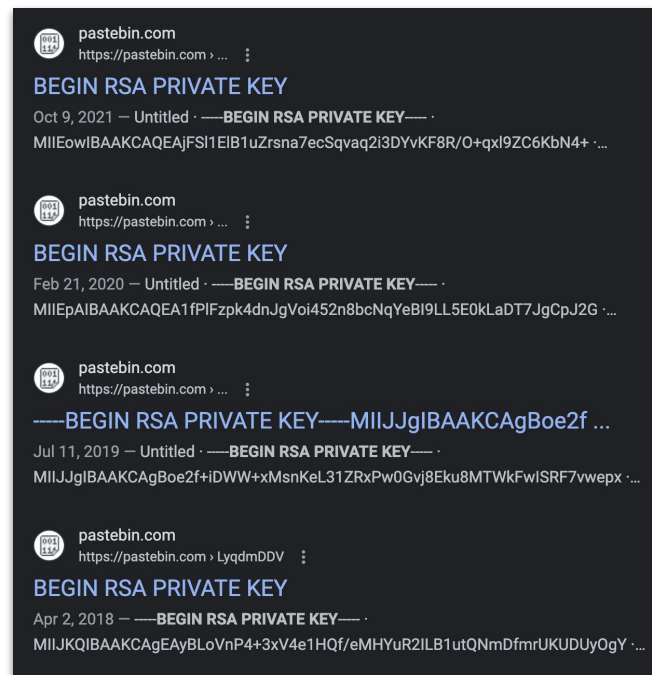 pastebin.com
https://pastebin.com › ...
BEGIN RSA PRIVATE KEY
Oct 9, 2021 — Untitled · -----BEGIN RSA PRIVATE KEY----- ·
MIIEowIBAAKCAQEAjFSl1ElB1uZrsna7ecSqvaq2i3DYvKF8R/O+qxl9ZC6KbN4+ ·...
pastebin.com
https://pastebin.com › ...
BEGIN RSA PRIVATE KEY
Feb 21, 2020 — Untitled · -----BEGIN RSA PRIVATE KEY----- ·
MIIEpAIBAAKCAQEA1fPlFzpk4dnJgVoi452n8bcNqYeBI9LL5E0kLaDT7JgCpJ2G ·...
pastebin.com
https://pastebin.com › ...
-----BEGIN RSA PRIVATE KEY-----MIIJJgIBAAKCAgBoe2f ...
Jul 11, 2019 — Untitled · -----BEGIN RSA PRIVATE KEY----- ·
MIIJJgIBAAKCAgBoe2f+iDWW+xMsnKeL31ZRxPw0Gvj8Eku8MTWkFwISRF7vwepx ·...
pastebin.com
https://pastebin.com › LyqdmDDV
BEGIN RSA PRIVATE KEY
Apr 2, 2018 — -----BEGIN RSA PRIVATE KEY----- ·
MIIJKQIBAAKCAgEAyBLoVnP4+3xV4e1HQf/eMHYuR2ILB1utQNmDfmrUKUDUyOgY ·...